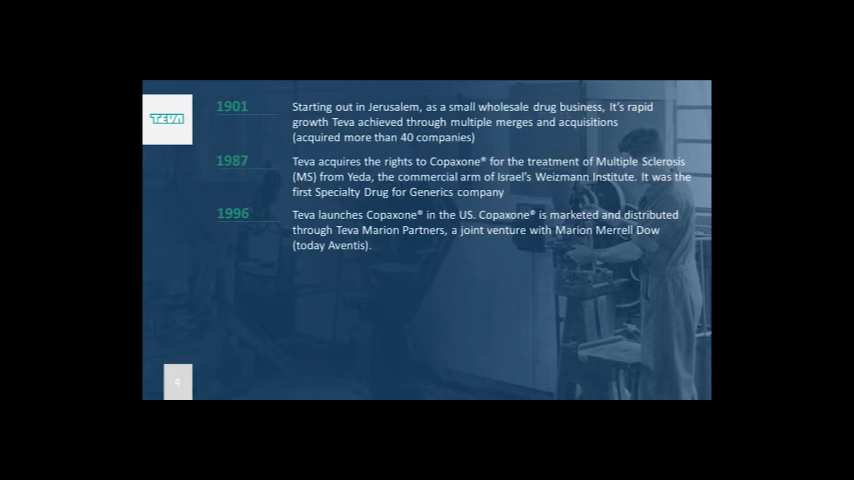 TEVA
1901
Starting out in Jerusalem, as a small wholesale drug business, It's rapid
growth Teva achieved through multiple merges and acquisitions
(acquired more than 40 companies)
1987
Teva acquires the rights to Copaxone® for the treatment of Multiple Sclerosis
(MS) from Yeda, the commercial arm of Israel's Weizmann Institute. It was the
first Specialty Drug for Generics company
1996
Teva launches Copaxone® in the US. Copaxone® is marketed and distributed
through Teva Marion Partners, a joint venture with Marion Merrell Dow
(today Aventis).
4